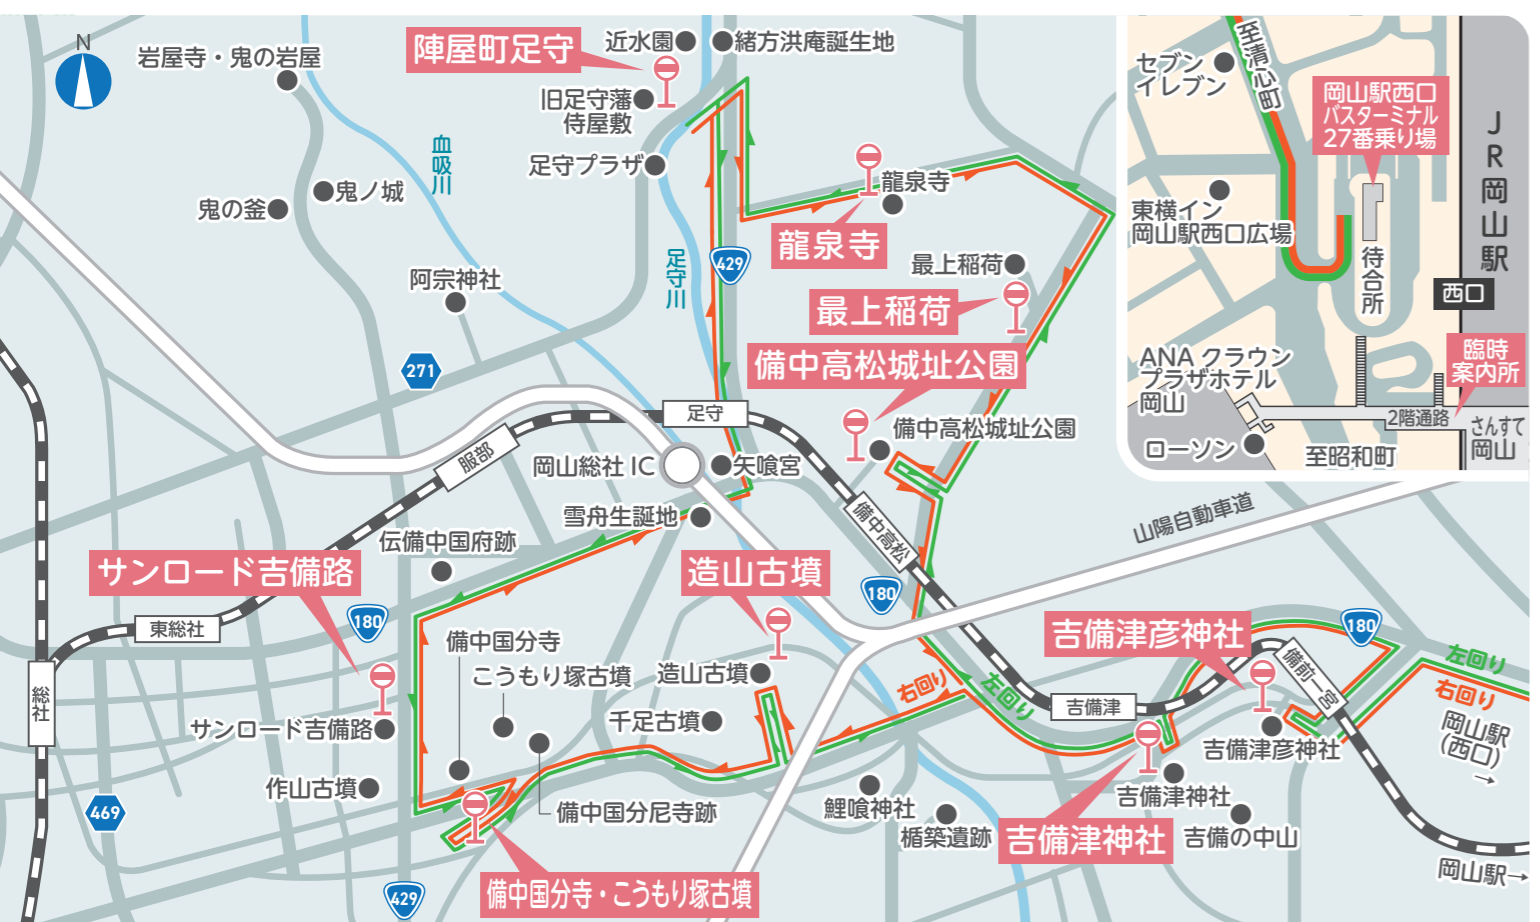 N
岩屋寺・鬼の岩屋
陣屋町足守
近水園
緒方洪庵誕生地
旧足守藩
侍屋敷
足守プラザ
血吸川
鬼ノ城
鬼の釜
龍泉寺
龍泉寺
足守川
429
阿宗神社
最上稲荷
最上稲荷
備中高松城址公園
備中高松城址公園
271
足守
服部
岡山総社 IC
矢喰宮
雪舟生誕地
備中高松
山陽自動車道
伝備中国府跡
サンロード吉備路
造山古墳
180
180
東総社
180
備中国分寺
こうもり塚古墳
造山古墳
吉備津彦神社
総社
千足古墳
右回り
左回り
吉備津
備前一宮
左回り
右回り
サンロード吉備路
岡山駅
(西口)
→
吉備津彦神社
作山古墳
469
備中国分尼寺跡
鯉喰神社
楯築遺跡
吉備津神社
吉備津神社
吉備の中山
岡山駅→
429
備中国分寺・こうもり塚古墳
セブン
イレブン
至清心町
岡山駅西口
バスターミナル
27番乗り場
JR岡山駅
東横イン
岡山駅西口広場
待合所
西口
ANA クラウン
プラザホテル
岡山
臨時
案内所
2階通路
さんすて
岡山
ローソン
至昭和町